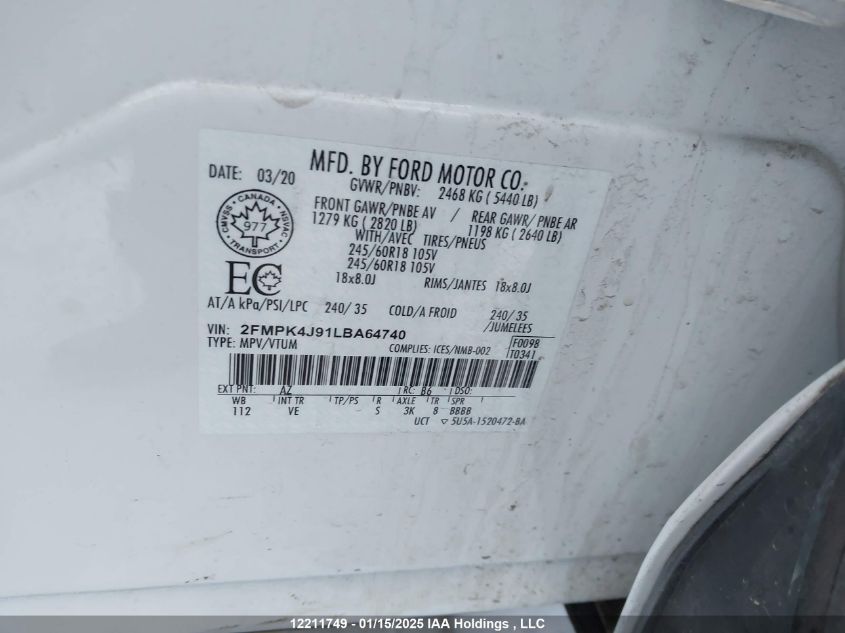 DATE: 03/20
MFD. BY FORD MOTOR CO.
GVWR/PNBV: 2468 KG ( 5440 LB)
FRONT GAWR/PNBE AV / REAR GAWR/ PNBE AR
1279 KG ( 2820 LB) 1198 KG ( 2640 LB)
WITH/AVEC TIRES/PNEUS
245/60R18 105V
245/60R18 105V
18x8.0J RIMS/JANTES 18x8.0J
CANADA
CMVSS NSVAC
977
TRANSPORT
EC
AT/A kPa/PSI/LPC 240/ 35 COLD/A FROID 240/ 35
/JUMELEES
VIN: 2FMPK4J91LBA64740
TYPE: MPV/VTUM COMPLIES: ICES/NMB-002
F0098
T0341
EXT PNT: AZ RC: B6 DSO:
WB INT TR TP/PS R AXLE TR SPR
112 VE S 3K 8 BBBB
UCT ▽ 5U5A-1520472-BA
12211749 - 01/15/2025 IAA Holdings , LLC